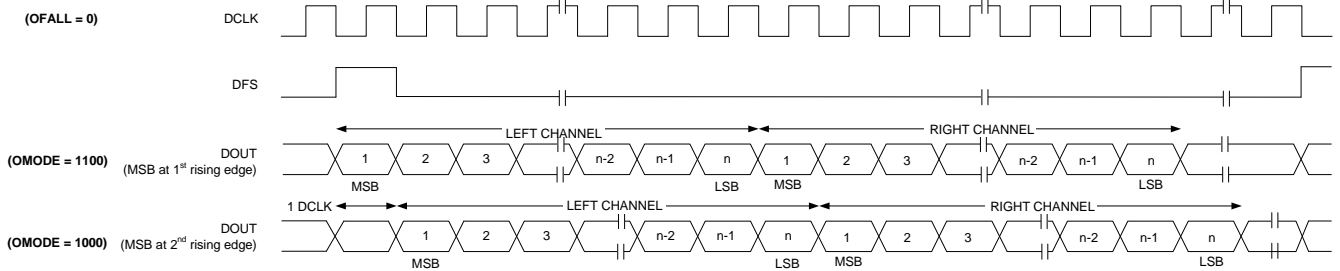 (OFALL = 0) DCLK
DFS
LEFT CHANNEL RIGHT CHANNEL
(OMODE = 1100) DOUT 1 2 3 n-2 n-1 n 1 2 3 n-2 n-1 n
(MSB at 1st rising edge)
MSB LSB MSB LSB
1 DCLK LEFT CHANNEL RIGHT CHANNEL
DOUT
(OMODE = 1000) 1 2 3 n-2 n-1 n 1 2 3 n-2 n-1 n
(MSB at 2nd rising edge)
MSB LSB MSB LSB